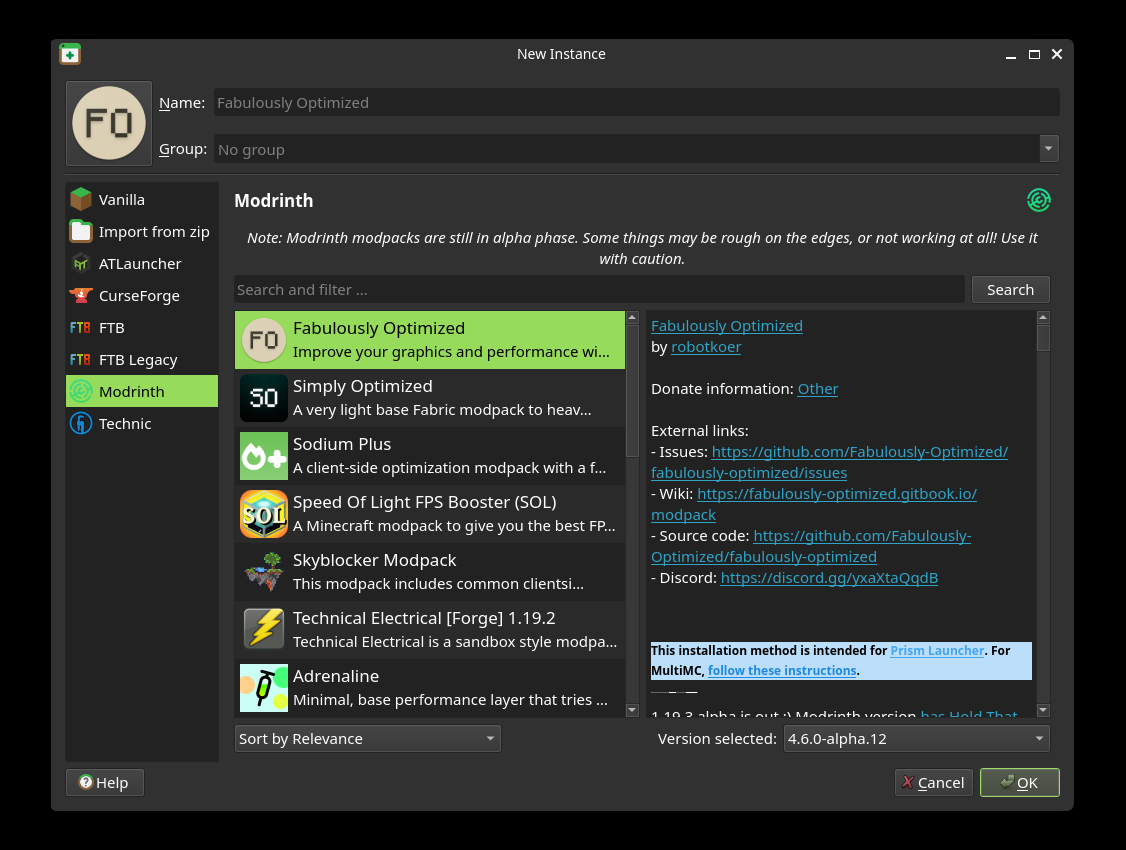 New Instance
FO
Name: Fabulously Optimized
Group: No group
Vanilla
Import from zip
ATLauncher
CurseForge
FTB FTB
FTB FTB Legacy
Modrinth
Technic
Modrinth
Note: Modrinth modpacks are still in alpha phase. Some things may be rough on the edges, or not working at all! Use it
with caution.
Search and filter ...
Search
FO
Fabulously Optimized
Improve your graphics and performance wi...
SO
Simply Optimized
A very light base Fabric modpack to heav...
Sodium Plus
A client-side optimization modpack with a f...
SOL
Speed Of Light FPS Booster (SOL)
A Minecraft modpack to give you the best FP...
Skyblocker Modpack
This modpack includes common clientsi...
Technical Electrical [Forge] 1.19.2
Technical Electrical is a sandbox style modpa...
Adrenaline
Minimal, base performance layer that tries ...
Fabulously Optimized
by robotkoer
Donate information: Other
External links:
- Issues: https://github.com/Fabulously-Optimized/
fabulously-optimized/issues
- Wiki: https://fabulously-optimized.gitbook.io/
modpack
- Source code: https://github.com/Fabulously-
Optimized/fabulously-optimized
- Discord: https://discord.gg/yxaXtaQqdB
This installation method is intended for Prism Launcher. For
MultiMC, follow these instructions.
1.19.3 alpha is out :) Modrinth version has Hold That
Sort by Relevance
Version selected: 4.6.0-alpha.12
Help
Cancel
OK